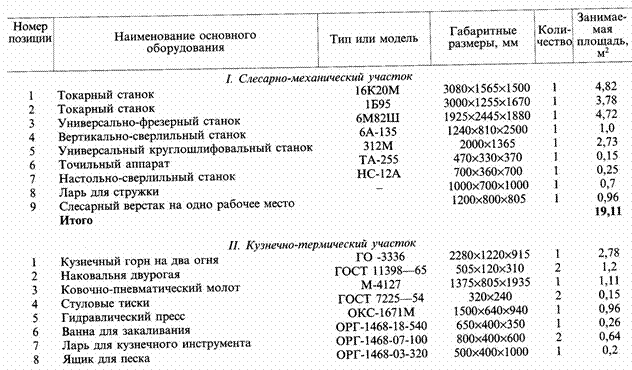 Номер позиции Наименование основного оборудования Тип или модель Габаритные размеры, мм Количество Занимаемая площадь, м²
I. Слесарно-механический участок
1 Токарный станок 16К20М 3080×1565×1500 1 4,82
2 Токарный станок 1Б95 3000×1255×1670 1 3,78
3 Универсально-фрезерный станок 6М82Ш 1925×2445×1880 1 4,72
4 Вертикально-сверлильный станок 6А-135 1240×810×2500 1 1,0
5 Универсальный круглошлифовальный станок 312М 2000×1365 1 2,73
6 Точильный аппарат ТА-255 470×330×370 1 0,15
7 Настольно-сверлильный станок НС-12А 700×360×700 1 0,25
8 Ларь для стружки – 1000×700×1000 1 0,7
9 Слесарный верстак на одно рабочее место 1200×800×805 1 0,96
Итого 19,11
II. Кузнечно-термический участок
1 Кузнечный горн на два огня ГО -3336 2280×1220×915 1 2,78
2 Наковальня двурогая ГОСТ 11398—65 505×120×310 2 1,2
3 Ковочно-пневматический молот М-4127 1375×805×1935 1 1,11
4 Стуловые тиски ГОСТ 7225—54 320×240 2 0,15
5 Гидравлический пресс ОКС-1671М 1500×640×940 1 0,96
6 Ванна для закаливания ОРГ-1468-18-540 650×400×350 1 0,26
7 Ларь для кузнечного инструмента ОРГ-1468-07-100 800×400×600 2 0,64
8 Ящик для песка ОРГ-1468-03-320 500×400×1000 1 0,2